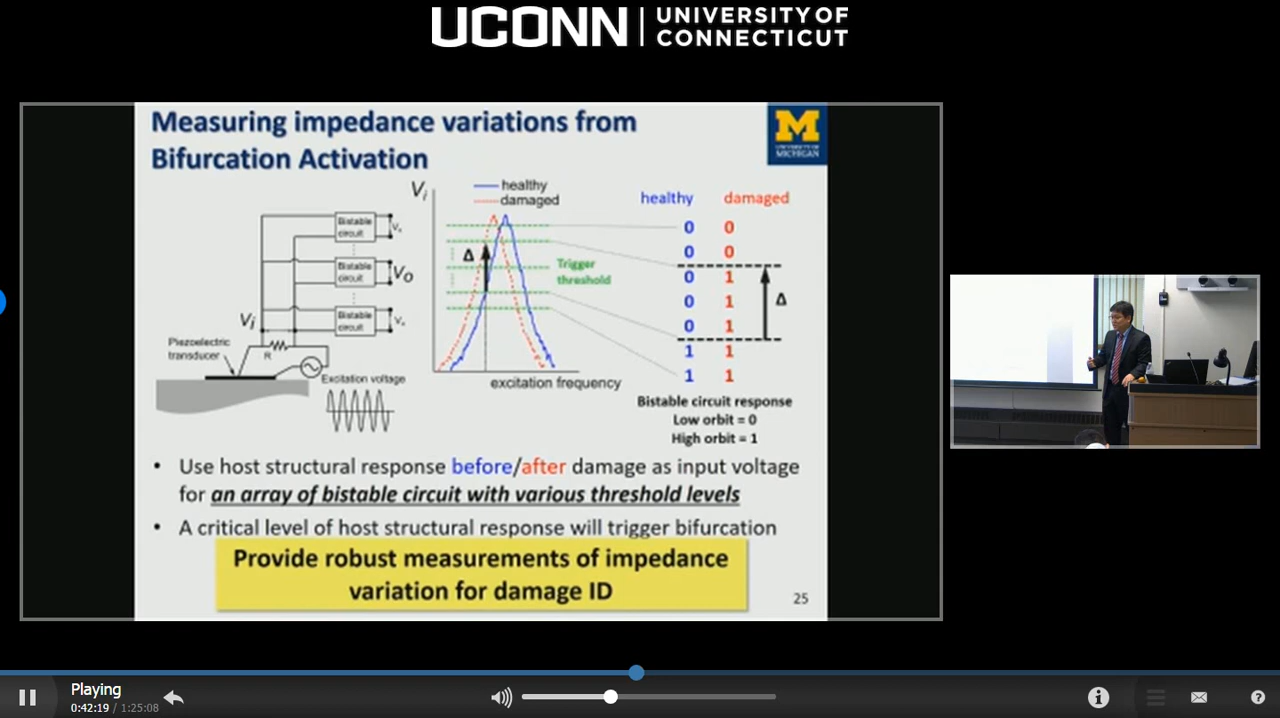 UCONN
UNIVERSITY OF
CONNECTICUT
Measuring impedance variations from
Bifurcation Activation
M
UNIVERSITY OF
MICHIGAN
Bistable
circuit
Bistable
circuit
Vo
Bistable
circuit
Vi
Piezoelectric
transducer
R
Excitation voltage
Vi
healthy
damaged
Δ
Trigger
threshold
excitation frequency
healthy damaged
0 0
0 0
0 1
0 1
0 1
1 1
1 1
Δ
Bistable circuit response
Low orbit = 0
High orbit = 1
• Use host structural response before/after damage as input voltage
for an array of bistable circuit with various threshold levels
• A critical level of host structural response will trigger bifurcation
Provide robust measurements of impedance
variation for damage ID
25
Playing
0:42:19 / 1:25:08